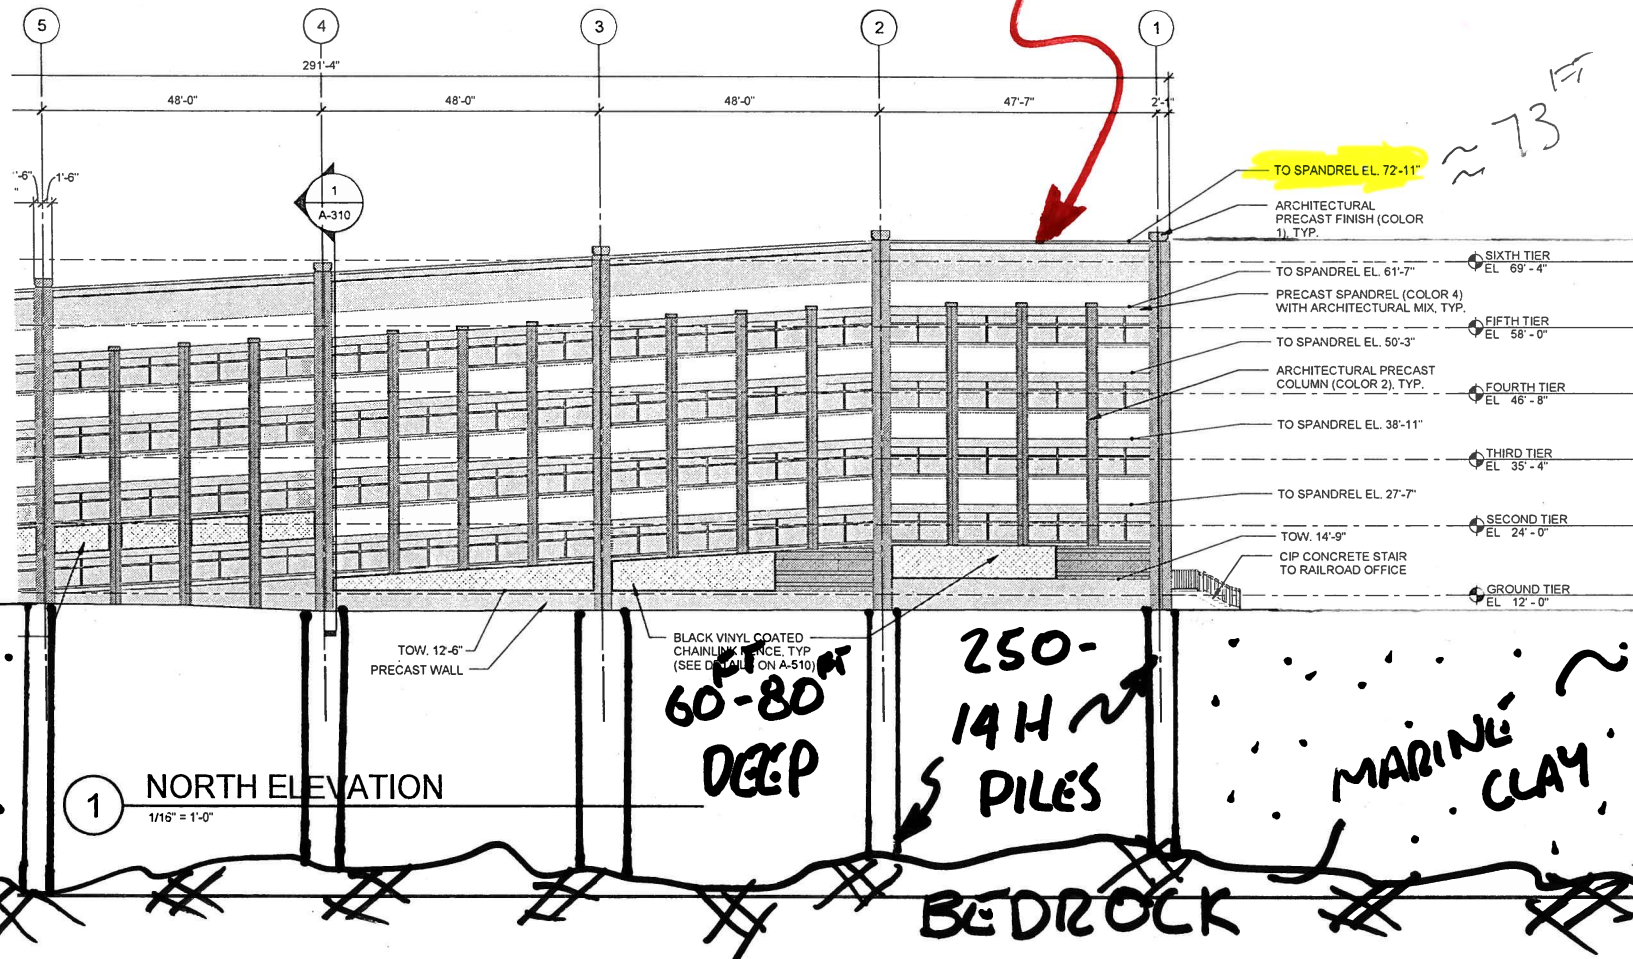 5
4
3
2
1
291'-4"
48'-0"
48'-0"
48'-0"
47'-7"
2'-1"
'-6"
"
1'-6"
1
A-310
≈ 73 FT
TO SPANDREL EL. 72'-11"
ARCHITECTURAL
PRECAST FINISH (COLOR
1), TYP.
SIXTH TIER
EL 69' - 4"
TO SPANDREL EL. 61'-7"
PRECAST SPANDREL (COLOR 4)
WITH ARCHITECTURAL MIX, TYP.
FIFTH TIER
EL 58' - 0"
TO SPANDREL EL. 50'-3"
ARCHITECTURAL PRECAST
COLUMN (COLOR 2), TYP.
FOURTH TIER
EL 46' - 8"
TO SPANDREL EL. 38'-11"
THIRD TIER
EL 35' - 4"
TO SPANDREL EL. 27'-7"
SECOND TIER
EL 24' - 0"
TOW. 14'-9"
CIP CONCRETE STAIR
TO RAILROAD OFFICE
GROUND TIER
EL 12' - 0"
TOW. 12'-6"
PRECAST WALL
BLACK VINYL COATED
CHAINLINK FENCE, TYP
(SEE DETAILS ON A-510)
FT FT
60-80
DEEP
250-
14 H
PILES
MARINE
CLAY
1
NORTH ELEVATION
1/16" = 1'-0"
BEDROCK